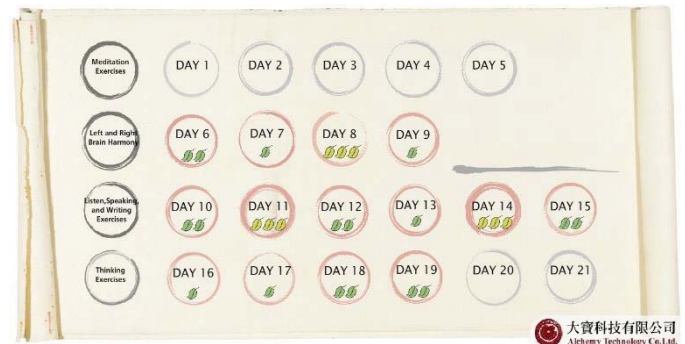 Meditation
Exercises
DAY 1
DAY 2
DAY 3
DAY 4
DAY 5
Left and Right
Brain Harmony
DAY 6
DAY 7
DAY 8
DAY 9
Listen,Speaking,
and Writing
Exercises
DAY 10
DAY 11
DAY 12
DAY 13
DAY 14
DAY 15
Thinking
Exercises
DAY 16
DAY 17
DAY 18
DAY 19
DAY 20
DAY 21
大寶科技有限公司
Alchemy Technology Co.Ltd.